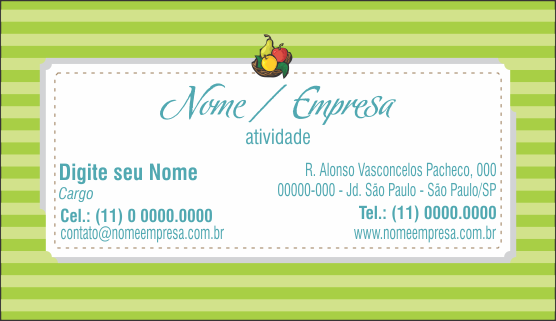 Nome / Empresa
atividade
Digite seu Nome
Cargo
Cel.: (11) 0 0000.0000
contato@nomeempresa.com.br
R. Alonso Vasconcelos Pacheco, 000
00000-000 - Jd. São Paulo - São Paulo/SP
Tel.: (11) 0000.0000
www.nomeempresa.com.br